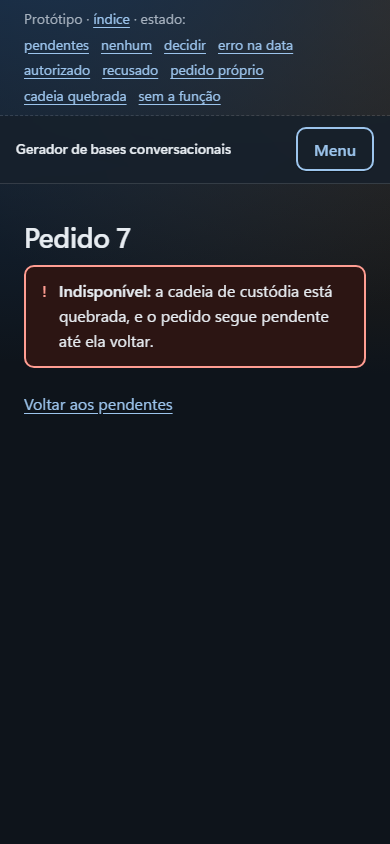 Protótipo · índice · estado:
pendentes nenhum decidir erro na data
autorizado recusado pedido próprio
cadeia quebrada sem a função
Gerador de bases conversacionais
Menu
Pedido 7
! Indisponível: a cadeia de custódia está
quebrada, e o pedido segue pendente
até ela voltar.
Voltar aos pendentes